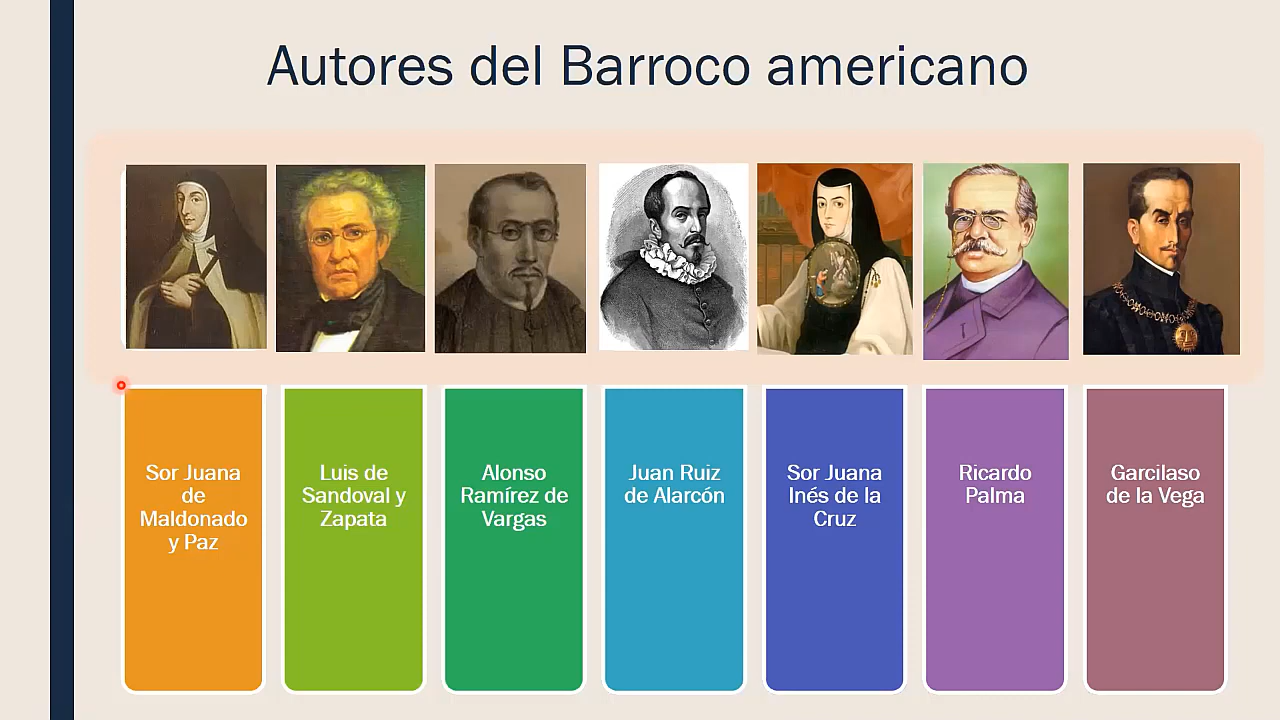 Autores del Barroco americano
Sor Juana
de
Maldonado
y Paz
Luis de
Sandoval y
Zapata
Alonso
Ramírez de
Vargas
Juan Ruiz
de Alarcón
Sor Juana
Inés de la
Cruz
Ricardo
Palma
Garcilaso
de la Vega